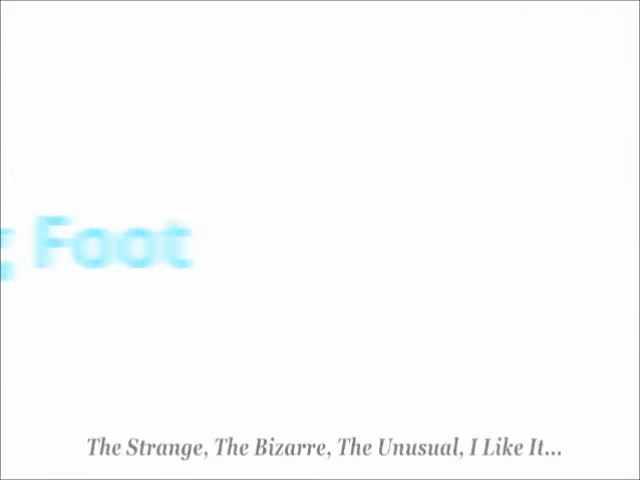 Foot
The Strange, The Bizarre, The Unusual, I Like It...